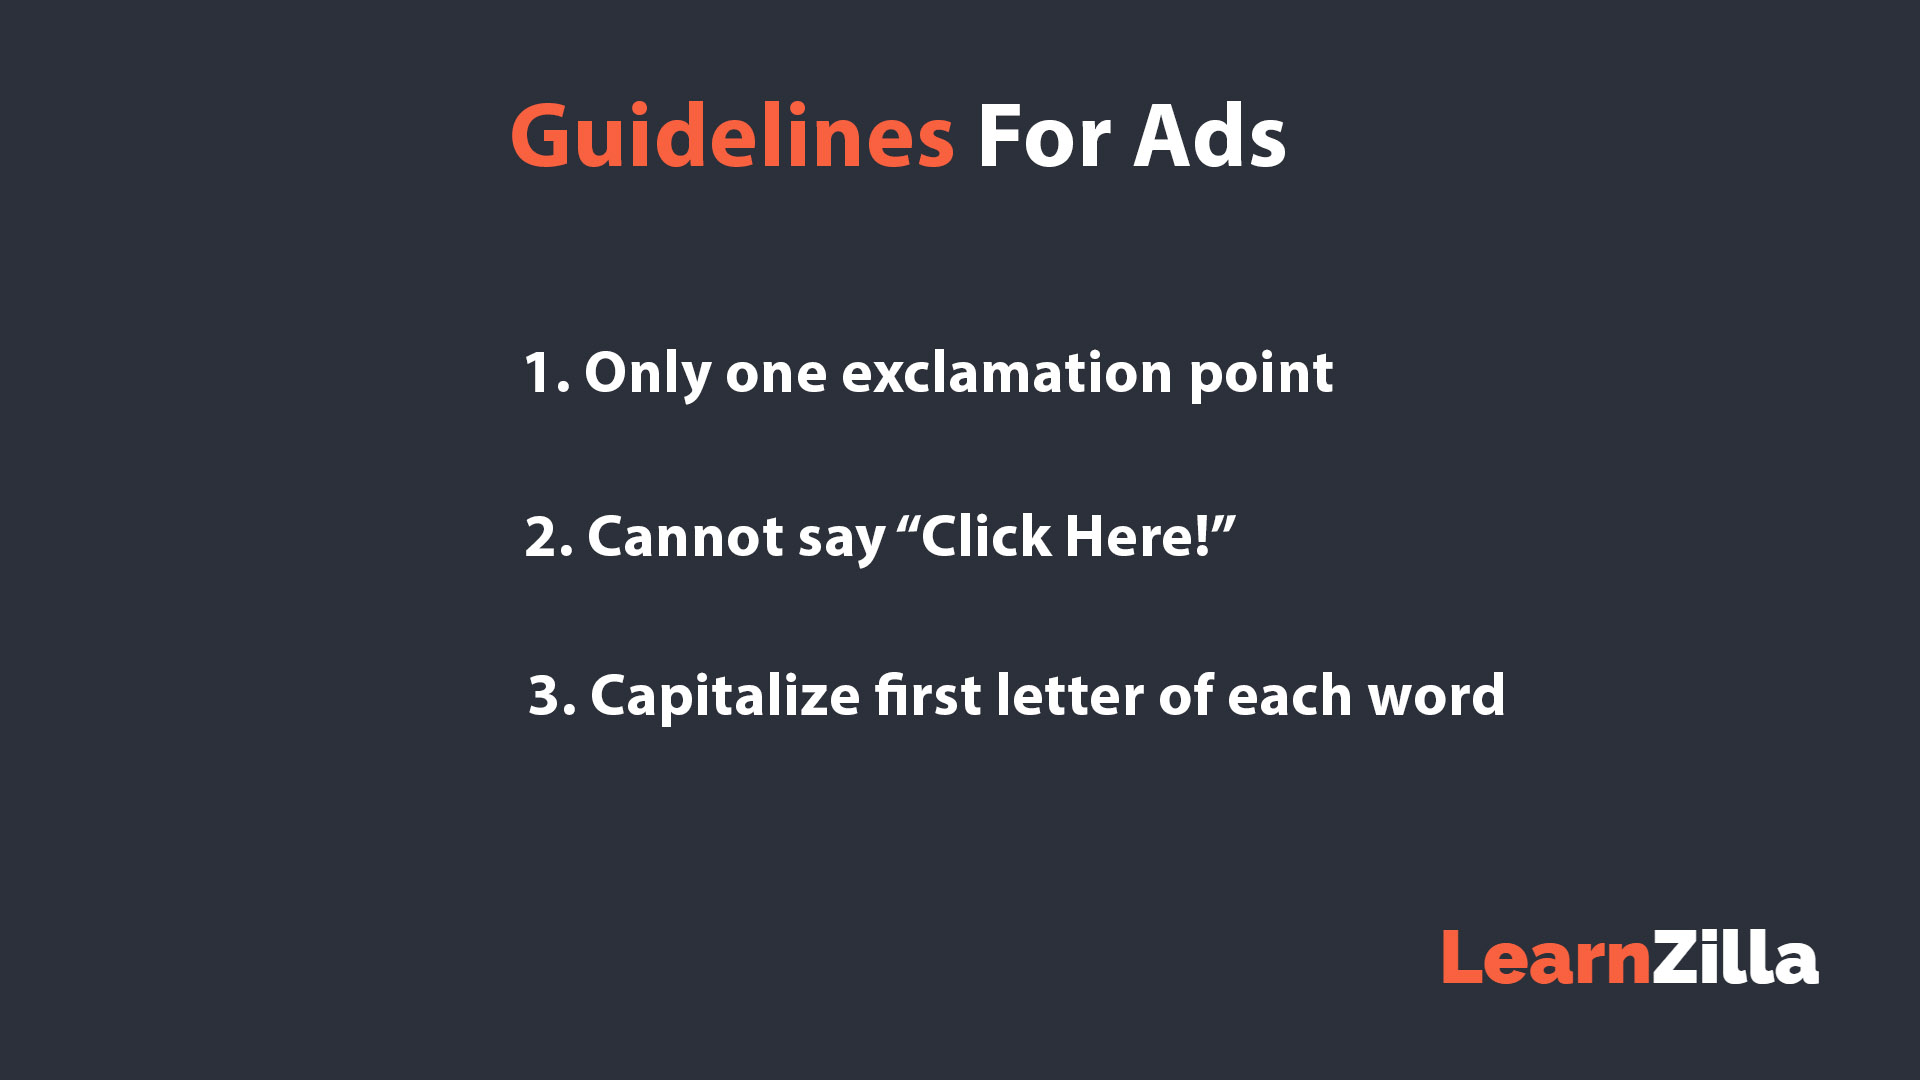 Guidelines For Ads
1. Only one exclamation point
2. Cannot say “Click Here!”
3. Capitalize first letter of each word
LearnZilla